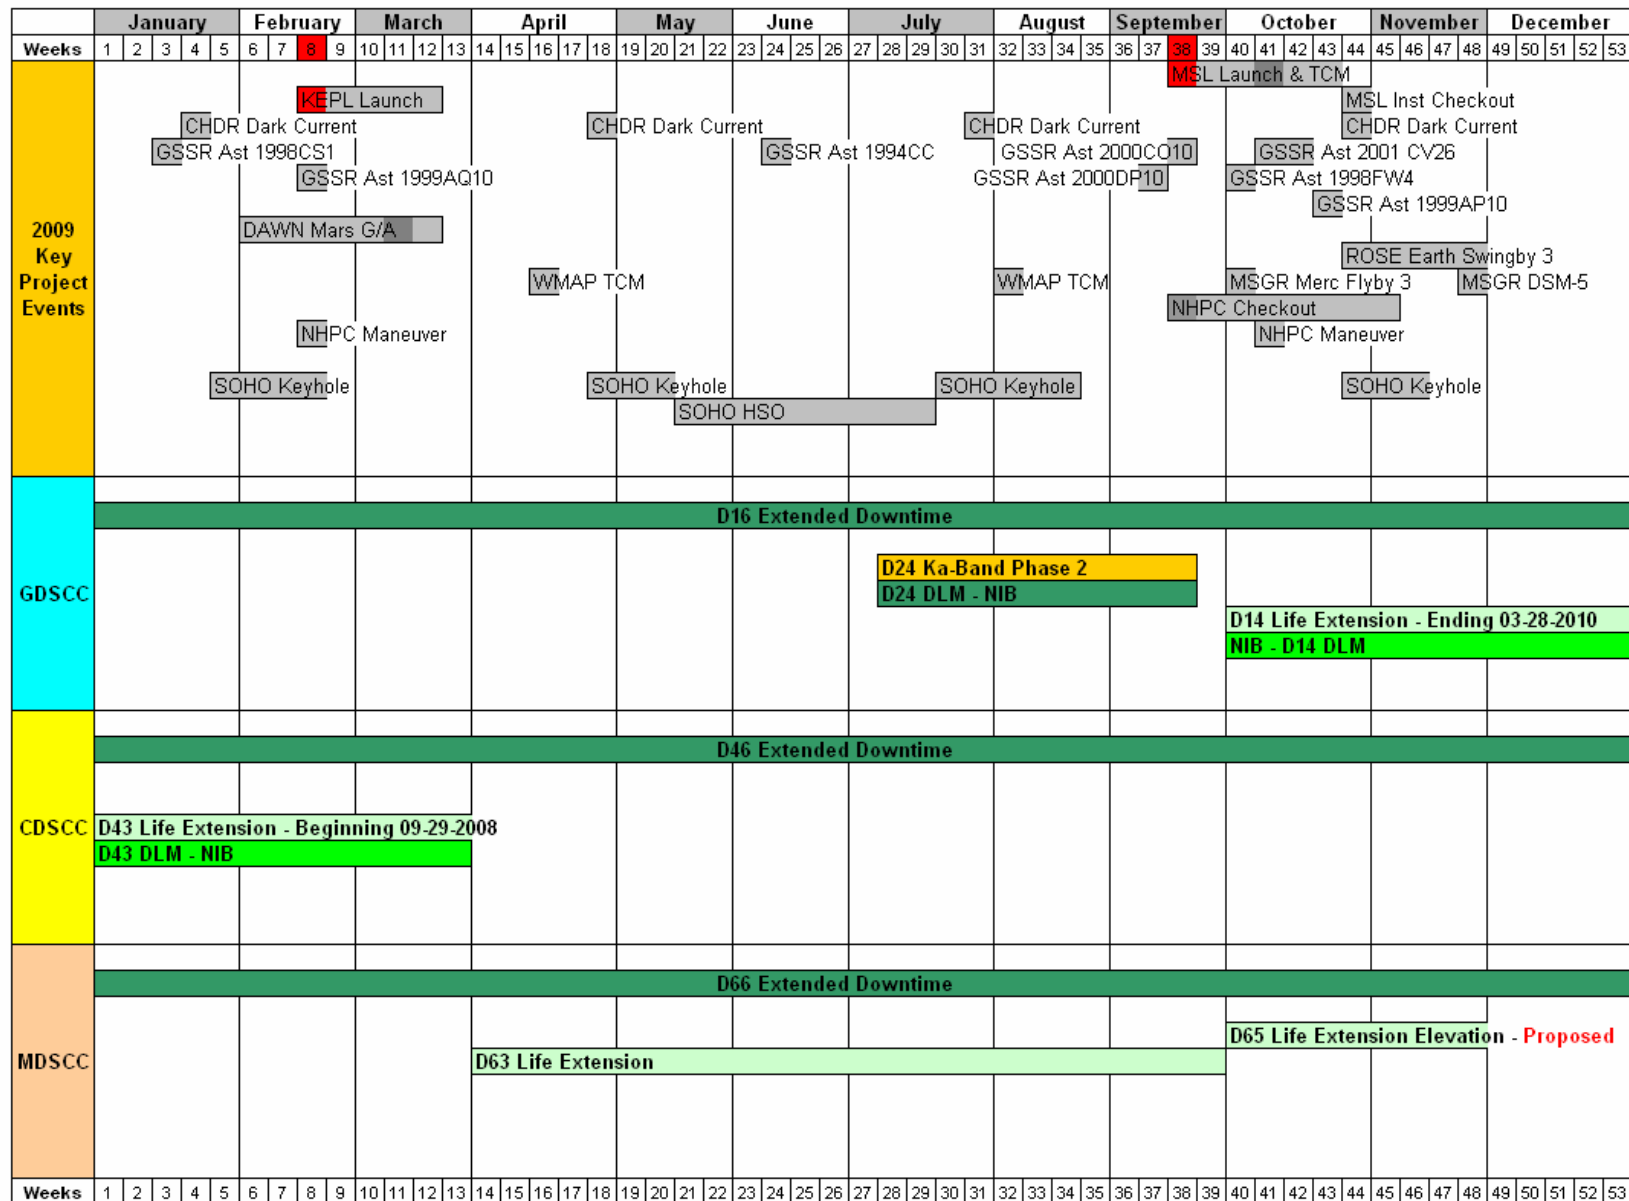 January February March April May June July August September October November December
Weeks 1 2 3 4 5 6 7 8 9 10 11 12 13 14 15 16 17 18 19 20 21 22 23 24 25 26 27 28 29 30 31 32 33 34 35 36 37 38 39 40 41 42 43 44 45 46 47 48 49 50 51 52 53
2009
Key
Project
Events
MSL Launch & TCM
KEPL Launch
MSL Inst Checkout
CHDR Dark Current
CHDR Dark Current
CHDR Dark Current
CHDR Dark Current
GSSR Ast 1998CS1
GSSR Ast 1994CC
GSSR Ast 2000CO10
GSSR Ast 2001 CV26
GSSR Ast 1999AQ10
GSSR Ast 2000DP10
GSSR Ast 1998FW4
GSSR Ast 1999AP10
DAWN Mars G/A
ROSE Earth Swingby 3
WMAP TCM
WMAP TCM
MSGR Merc Flyby 3
MSGR DSM-5
NHPC Checkout
NHPC Maneuver
NHPC Maneuver
SOHO Keyhole
SOHO Keyhole
SOHO Keyhole
SOHO Keyhole
SOHO HSO
GDSCC
D16 Extended Downtime
D24 Ka-Band Phase 2
D24 DLM - NIB
D14 Life Extension - Ending 03-28-2010
NIB - D14 DLM
CDSCC
D46 Extended Downtime
D43 Life Extension - Beginning 09-29-2008
D43 DLM - NIB
MDSCC
D66 Extended Downtime
D65 Life Extension Elevation - Proposed
D63 Life Extension
Weeks 1 2 3 4 5 6 7 8 9 10 11 12 13 14 15 16 17 18 19 20 21 22 23 24 25 26 27 28 29 30 31 32 33 34 35 36 37 38 39 40 41 42 43 44 45 46 47 48 49 50 51 52 53